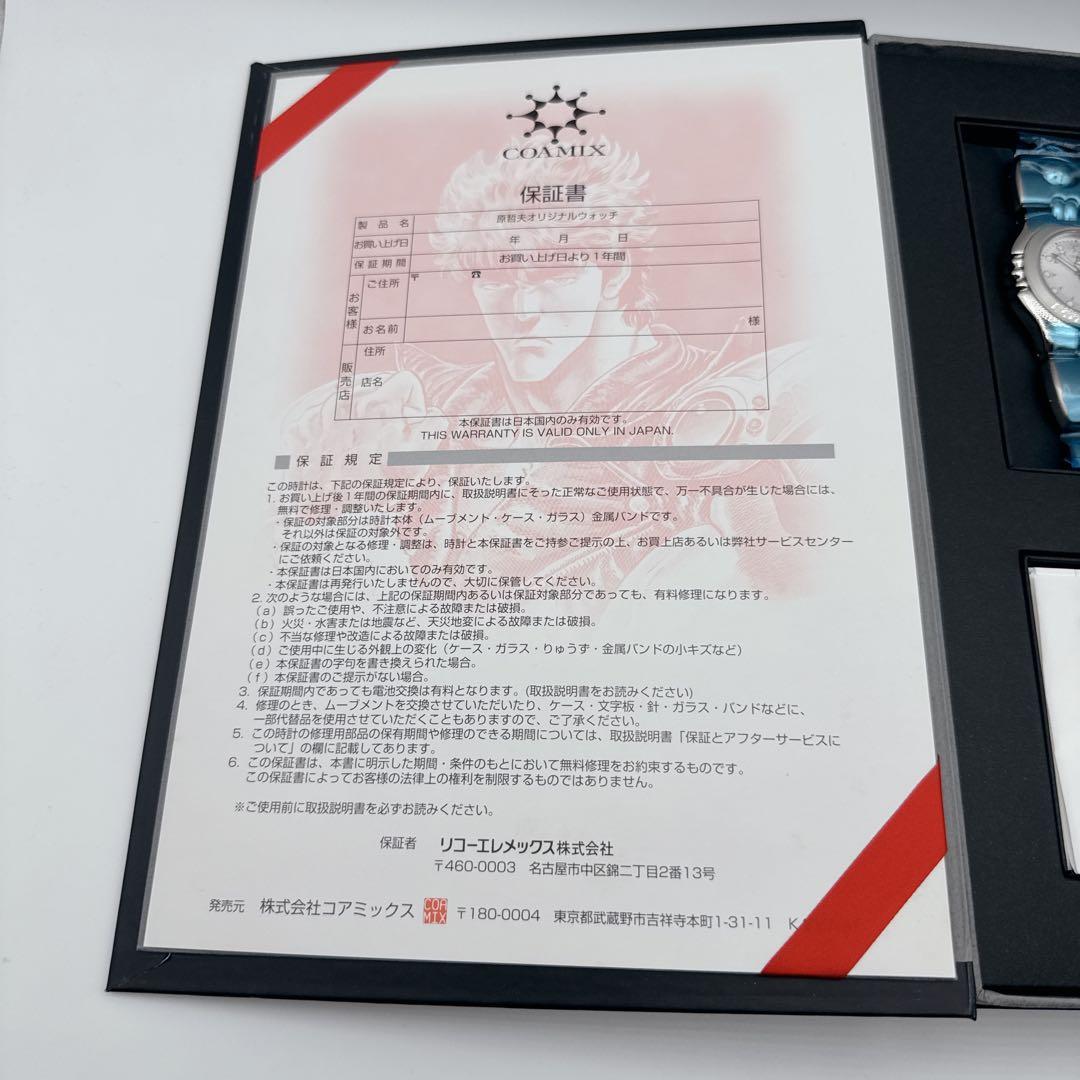 COAMIX
保証書
製品名 原哲夫オリジナルウォッチ
お買い上げ日 年 月 日
保証期間 お買い上げ日より1年間
お客様 ご住所 〒 ☎
お名前 様
販売店 住所
店名
本保証書は日本国内のみ有効です。
THIS WARRANTY IS VALID ONLY IN JAPAN.
■ 保証規定
この時計は、下記の保証規定により、保証いたします。
1. お買い上げ後1年間の保証期間内に、取扱説明書にそった正常なご使用状態で、万一不具合が生じた場合には、
無料で修理・調整いたします。
・保証の対象部分は時計本体（ムーブメント・ケース・ガラス）金属バンドです。
それ以外は保証の対象外です。
・保証の対象となる修理・調整は、時計と本保証書をご持参ご提示の上、お買上店あるいは弊社サービスセンター
にご依頼ください。
・本保証書は日本国内においてのみ有効です。
・本保証書は再発行いたしませんので、大切に保管してください。
2. 次のような場合には、上記の保証期間内あるいは保証対象部分であっても、有料修理になります。
（a）誤ったご使用や、不注意による故障または破損。
（b）火災・水害または地震など、天災地変による故障または破損。
（c）不当な修理や改造による故障または破損。
（d）ご使用中に生じる外観上の変化（ケース・ガラス・りゅうず・金属バンドの小キズなど）
（e）本保証書の字句を書き換えられた場合。
（f）本保証書のご提示がない場合。
3. 保証期間内であっても電池交換は有料となります。(取扱説明書をお読みください)
4. 修理のとき、ムーブメントを交換させていただいたり、ケース・文字板・針・ガラス・バンドなどに、
一部代替品を使用させていただくこともありますので、ご了承ください。
5. この時計の修理用部品の保有期間や修理のできる期間については、取扱説明書「保証とアフターサービスに
ついて」の欄に記載してあります。
6. この保証書は、本書に明示した期間・条件のもとにおいて無料修理をお約束するものです。
この保証書によってお客様の法律上の権利を制限するものではありません。
※ご使用前に取扱説明書を必ずお読みください。
保証者 リコーエレメックス株式会社
〒460-0003 名古屋市中区錦二丁目2番13号
発売元 株式会社コアミックス COAMIX 〒180-0004 東京都武蔵野市吉祥寺本町1-31-11